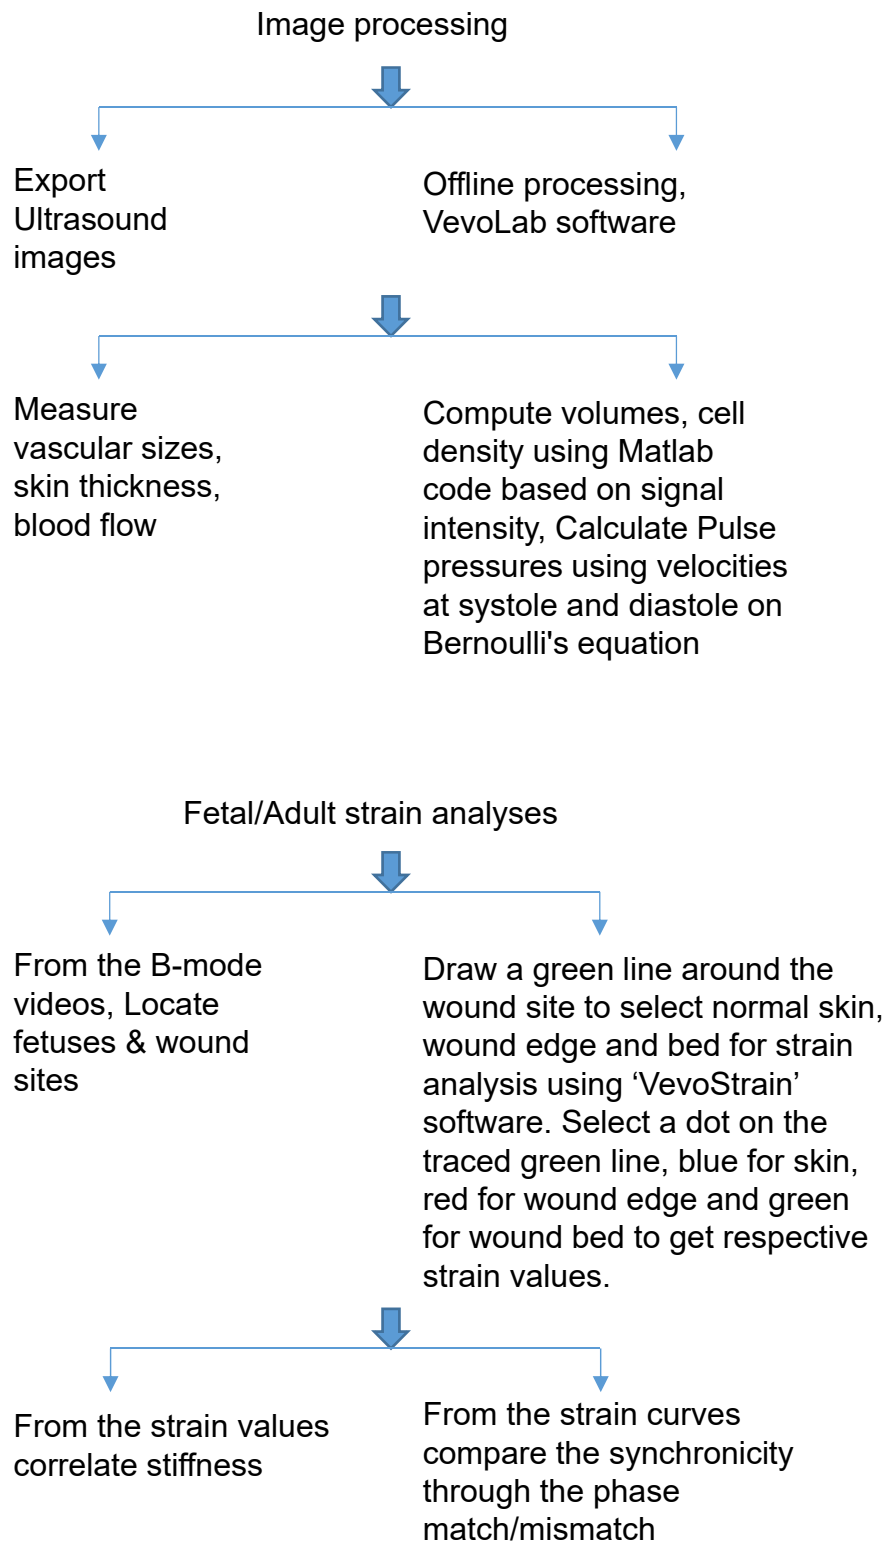 Image processing
Export
Ultrasound
images
Offline processing,
VevoLab software
Measure
vascular sizes,
skin thickness,
blood flow
Compute volumes, cell
density using Matlab
code based on signal
intensity, Calculate Pulse
pressures using velocities
at systole and diastole on
Bernoulli's equation
Fetal/Adult strain analyses
From the B-mode
videos, Locate
fetuses & wound
sites
Draw a green line around the
wound site to select normal skin,
wound edge and bed for strain
analysis using ‘VevoStrain’
software. Select a dot on the
traced green line, blue for skin,
red for wound edge and green
for wound bed to get respective
strain values.
From the strain values
correlate stiffness
From the strain curves
compare the synchronicity
through the phase
match/mismatch